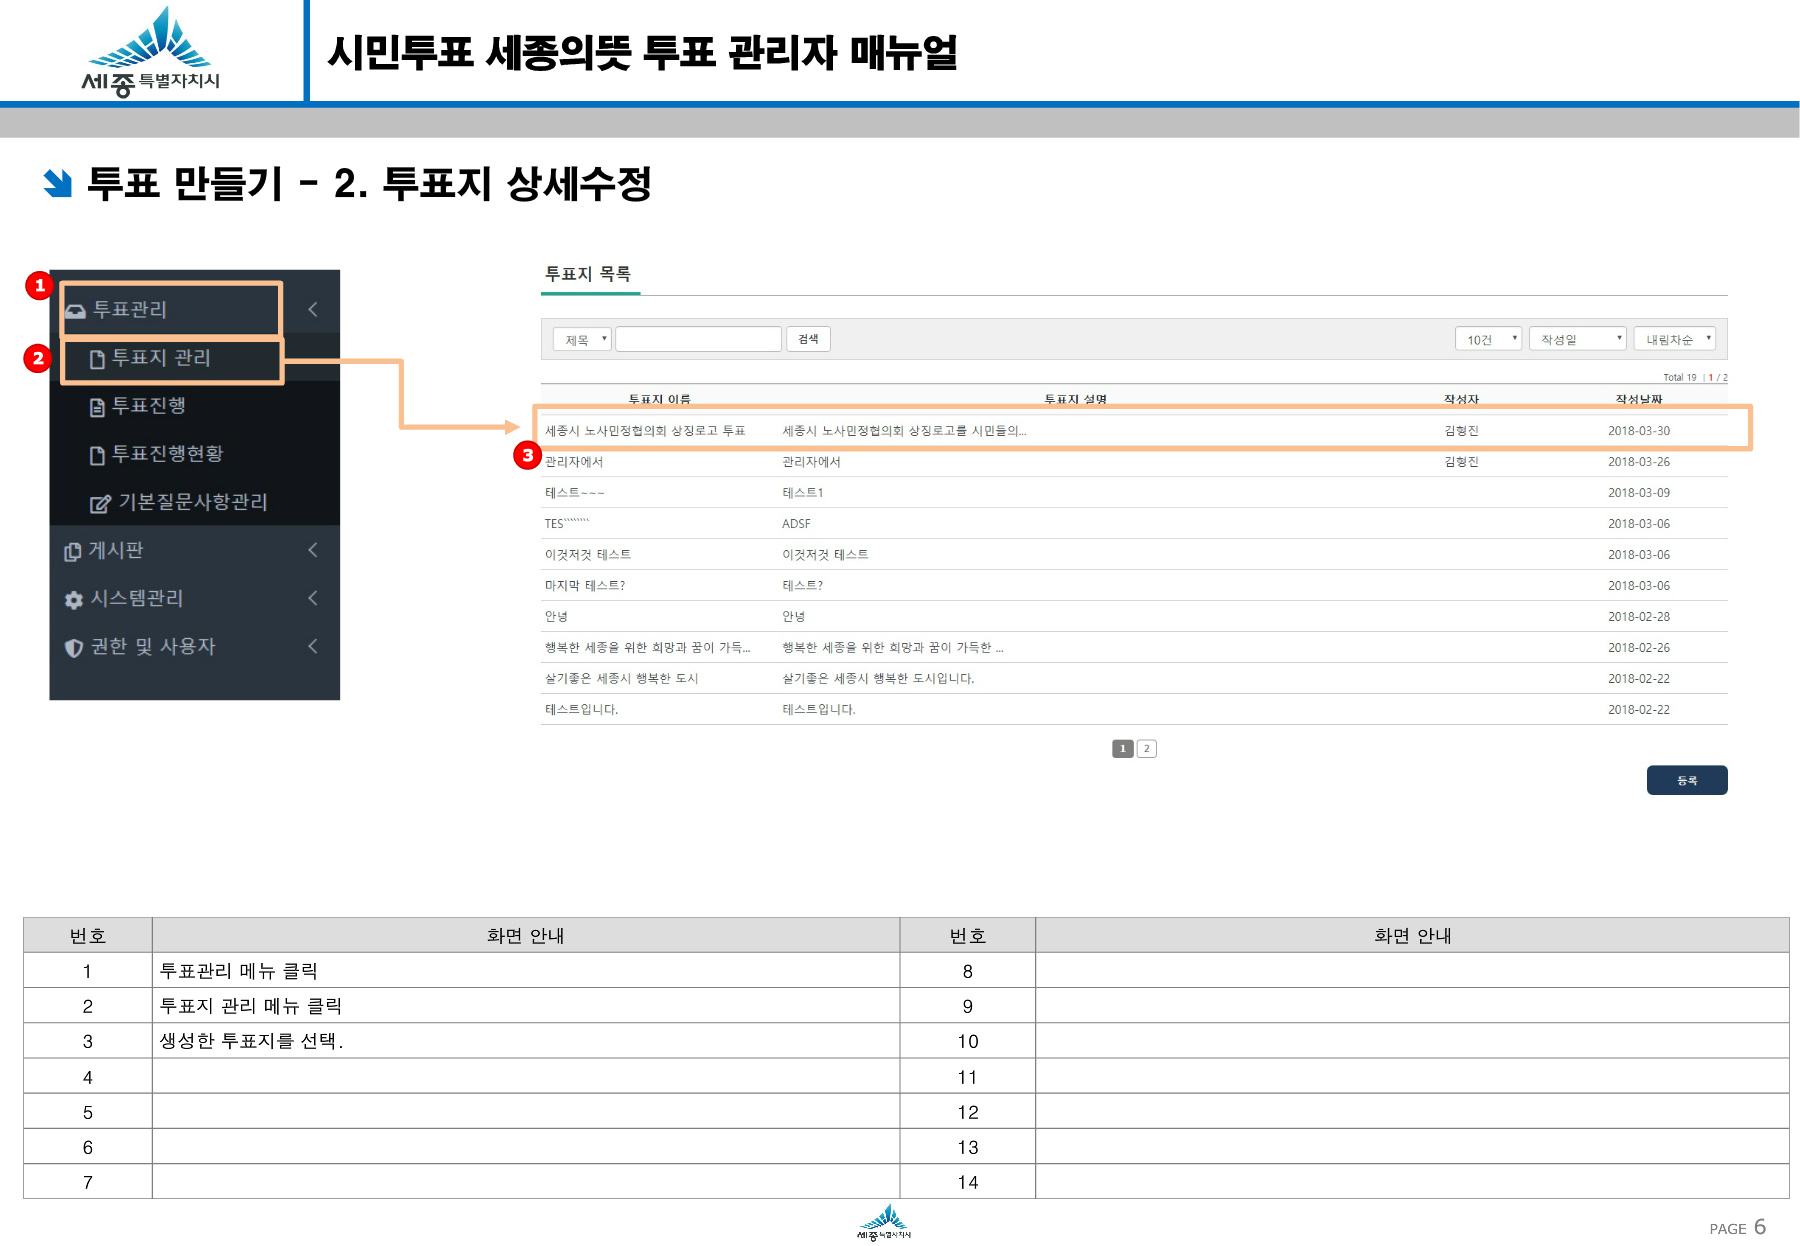 세종특별자치시
시민투표 세종의뜻 투표 관리자 매뉴얼
투표 만들기 - 2. 투표지 상세수정
1
투표관리
2
투표지 관리
투표진행
투표진행현황
기본질문사항관리
게시판
시스템관리
권한 및 사용자
투표지 목록
제목 검색 10건 작성일 내림차순
Total 19 | 1 / 2
투표지 이름 투표지 설명 작성자 작성날짜
세종시 노사민정협의회 상징로고 투표 세종시 노사민정협의회 상징로고를 시민들의... 김형진 2018-03-30
3
관리자에서 관리자에서 김형진 2018-03-26
테스트~~~ 테스트1 2018-03-09
TES```````` ADSF 2018-03-06
이것저것 테스트 이것저것 테스트 2018-03-06
마지막 테스트? 테스트? 2018-03-06
안녕 안녕 2018-02-28
행복한 세종을 위한 희망과 꿈이 가득... 행복한 세종을 위한 희망과 꿈이 가득한 ... 2018-02-26
살기좋은 세종시 행복한 도시 살기좋은 세종시 행복한 도시입니다. 2018-02-22
테스트입니다. 테스트입니다. 2018-02-22
1 2
등록
번호 화면 안내 번호 화면 안내
1 투표관리 메뉴 클릭 8
2 투표지 관리 메뉴 클릭 9
3 생성한 투표지를 선택. 10
4 11
5 12
6 13
7 14
세종특별자치시
PAGE 6